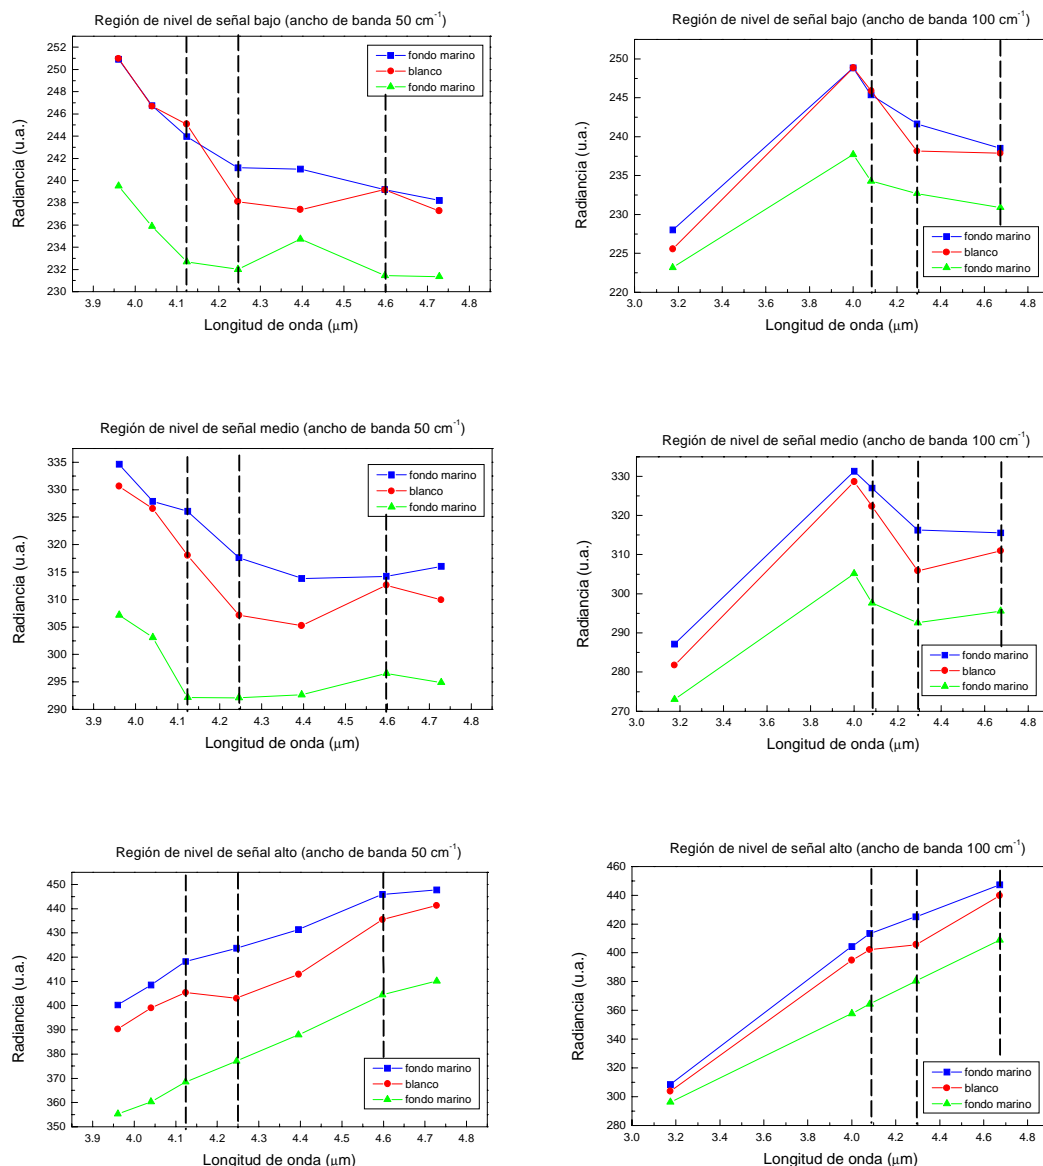 Región de nivel de señal bajo (ancho de banda 50 cm-1)
252
250
248
246
244
242
240
238
236
234
232
230
Radiancia (u.a.)
fondo marino
blanco
fondo marino
3.9 4.0 4.1 4.2 4.3 4.4 4.5 4.6 4.7 4.8
Longitud de onda (μm)
Región de nivel de señal bajo (ancho de banda 100 cm-1)
250
245
240
235
230
225
220
Radiancia (u.a.)
fondo marino
blanco
fondo marino
3.0 3.2 3.4 3.6 3.8 4.0 4.2 4.4 4.6 4.8
Longitud de onda (μm)
Región de nivel de señal medio (ancho de banda 50 cm-1)
335
330
325
320
315
310
305
300
295
290
Radiancia (u.a.)
fondo marino
blanco
fondo marino
3.9 4.0 4.1 4.2 4.3 4.4 4.5 4.6 4.7 4.8
Longitud de onda (μm)
Región de nivel de señal medio (ancho de banda 100 cm-1)
330
320
310
300
290
280
270
Radiancia (u.a.)
fondo marino
blanco
fondo marino
3.0 3.2 3.4 3.6 3.8 4.0 4.2 4.4 4.6 4.8
Longitud de onda (μm)
Región de nivel de señal alto (ancho de banda 50 cm-1)
450
440
430
420
410
400
390
380
370
360
350
Radiancia (u.a.)
fondo marino
blanco
fondo marino
3.9 4.0 4.1 4.2 4.3 4.4 4.5 4.6 4.7 4.8
Longitud de onda (μm)
Región de nivel de señal alto (ancho de banda 100 cm-1)
460
440
420
400
380
360
340
320
300
280
Radiancia (u.a.)
fondo marino
blanco
fondo marino
3.0 3.2 3.4 3.6 3.8 4.0 4.2 4.4 4.6 4.8
Longitud de onda (μm)